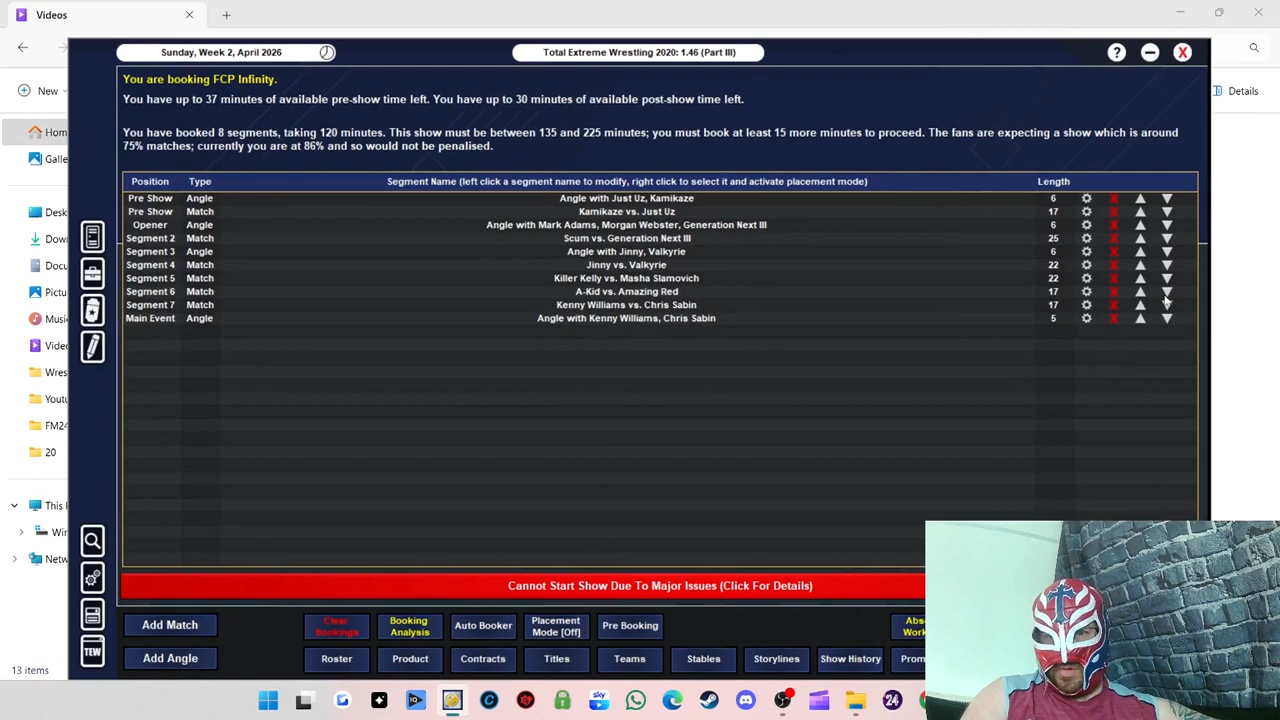 Videos
Sunday, Week 2, April 2026
Total Extreme Wrestling 2020: 1.46 (Part III)
?
X
New
Details
You are booking FCP Infinity.
You have up to 37 minutes of available pre-show time left. You have up to 30 minutes of available post-show time left.
You have booked 8 segments, taking 120 minutes. This show must be between 135 and 225 minutes; you must book at least 15 more minutes to proceed. The fans are expecting a show which is around
75% matches; currently you are at 86% and so would not be penalised.
Position Type Segment Name (left click a segment name to modify, right click to select it and activate placement mode) Length
Pre Show Angle Angle with Just Uz, Kamikaze 6 X
Pre Show Match Kamikaze vs. Just Uz 17 X
Opener Angle Angle with Mark Adams, Morgan Webster, Generation Next III 6 X
Segment 2 Match Scum vs. Generation Next III 25 X
Segment 3 Angle Angle with Jinny, Valkyrie 6 X
Segment 4 Match Jinny vs. Valkyrie 22 X
Segment 5 Match Killer Kelly vs. Masha Slamovich 22 X
Segment 6 Match A-Kid vs. Amazing Red 17 X
Segment 7 Match Kenny Williams vs. Chris Sabin 17 X
Main Event Angle Angle with Kenny Williams, Chris Sabin 5 X
Home
Galle
Desk
Down
Docu
Pictu
Music
Video
Wres
Youtu
FM24
20
This
Win
Netw
13 items
TEW
Cannot Start Show Due To Major Issues (Click For Details)
Add Match
Clear
Bookings
Booking
Analysis
Auto Booker
Placement
Mode [Off]
Pre Booking
Abs
Work
Add Angle
Roster
Product
Contracts
Titles
Teams
Stables
Storylines
Show History
Prom
sky
24